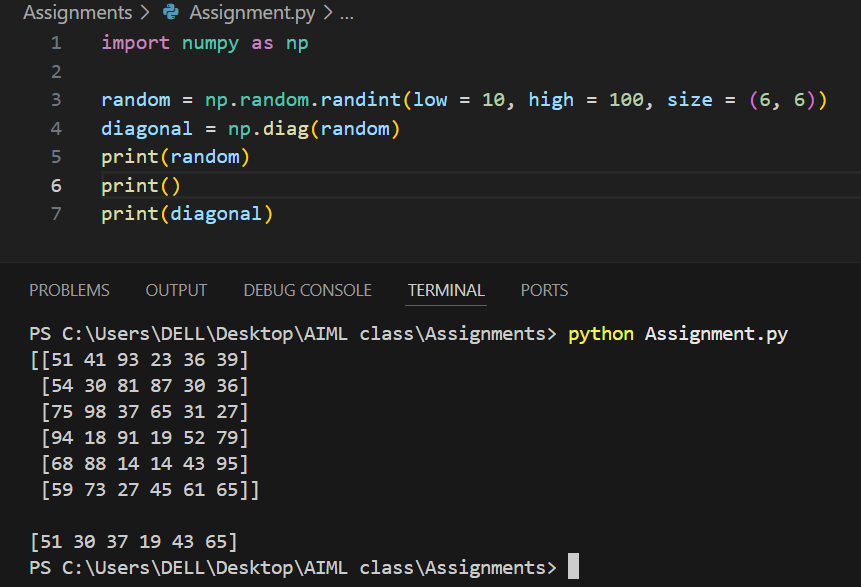 Assignments > Assignment.py > ...
1 import numpy as np
2
3 random = np.random.randint(low = 10, high = 100, size = (6, 6))
4 diagonal = np.diag(random)
5 print(random)
6 print()
7 print(diagonal)
PROBLEMS OUTPUT DEBUG CONSOLE TERMINAL PORTS
PS C:\Users\DELL\Desktop\AIML class\Assignments> python Assignment.py
[[51 41 93 23 36 39]
 [54 30 81 87 30 36]
 [75 98 37 65 31 27]
 [94 18 91 19 52 79]
 [68 88 14 14 43 95]
 [59 73 27 45 61 65]]
[51 30 37 19 43 65]
PS C:\Users\DELL\Desktop\AIML class\Assignments>